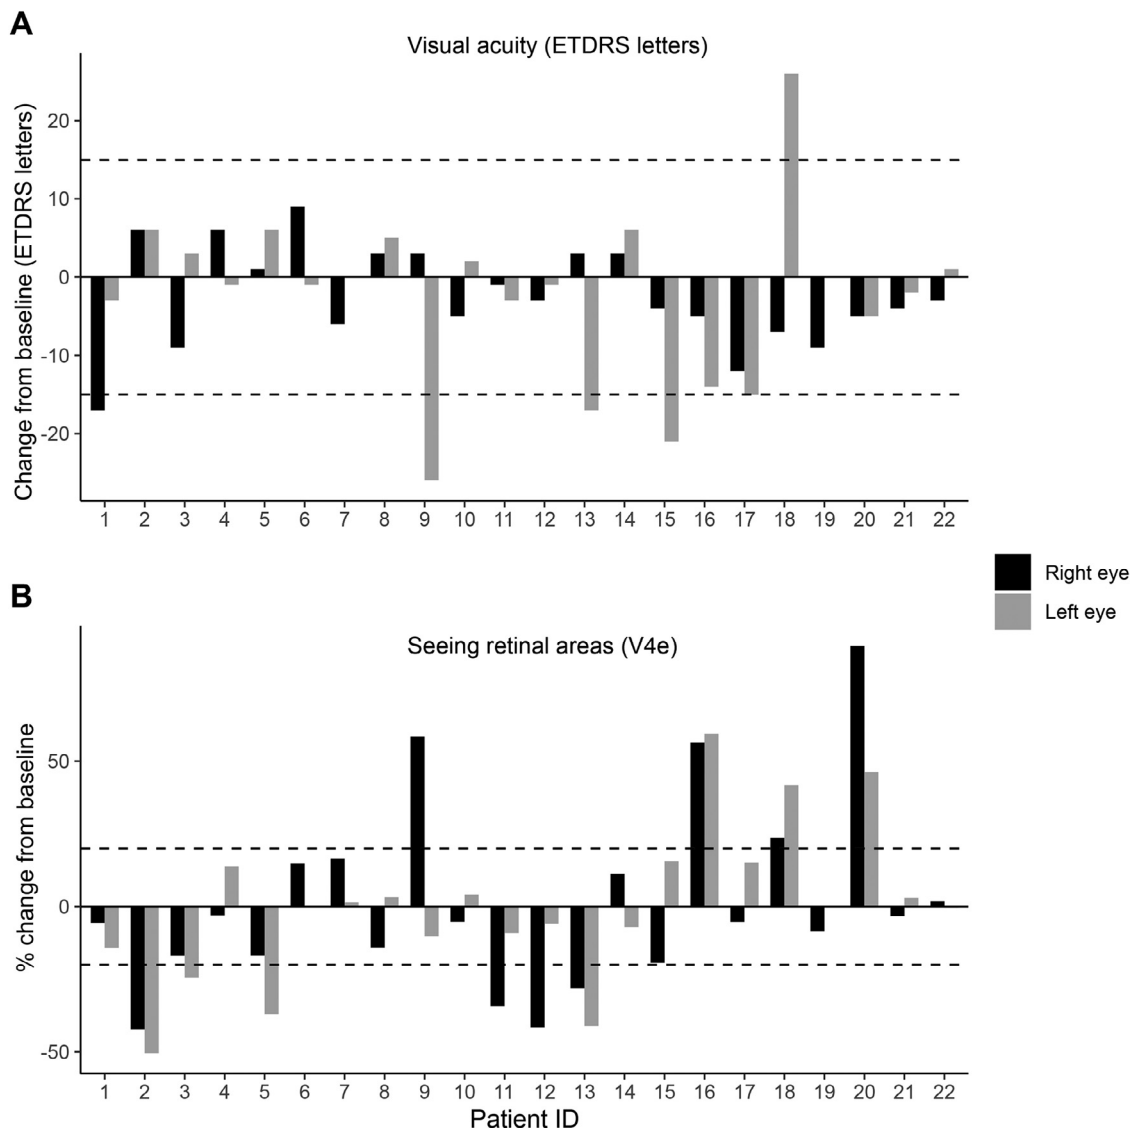 A
Visual acuity (ETDRS letters)
Change from baseline (ETDRS letters)
20
10
0
-10
-20
1 2 3 4 5 6 7 8 9 10 11 12 13 14 15 16 17 18 19 20 21 22
Right eye
Left eye
B
Seeing retinal areas (V4e)
% change from baseline
50
0
-50
1 2 3 4 5 6 7 8 9 10 11 12 13 14 15 16 17 18 19 20 21 22
Patient ID